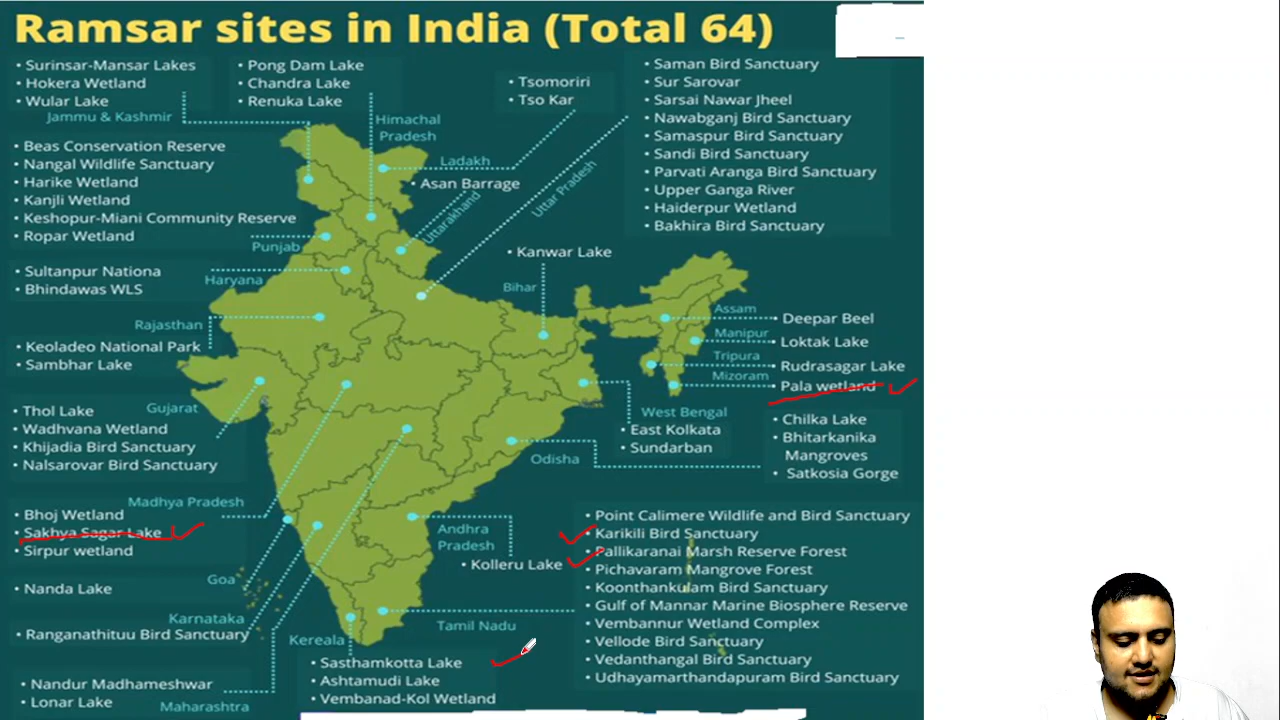 Ramsar sites in India (Total 64)
• Surinsar-Mansar Lakes
• Hokera Wetland
• Wular Lake
Jammu & Kashmir
• Pong Dam Lake
• Chandra Lake
• Renuka Lake
Himachal
Pradesh
• Tsomoriri
• Tso Kar
Ladakh
• Saman Bird Sanctuary
• Sur Sarovar
• Sarsai Nawar Jheel
• Nawabganj Bird Sanctuary
• Samaspur Bird Sanctuary
• Sandi Bird Sanctuary
• Parvati Aranga Bird Sanctuary
• Upper Ganga River
• Haiderpur Wetland
• Bakhira Bird Sanctuary
Uttar Pradesh
• Beas Conservation Reserve
• Nangal Wildlife Sanctuary
• Harike Wetland
• Kanjli Wetland
• Keshopur-Miani Community Reserve
• Ropar Wetland
Punjab
• Asan Barrage
Uttarakhand
• Sultanpur Nationa
• Bhindawas WLS
Haryana
• Kanwar Lake
Bihar
Rajasthan
• Keoladeo National Park
• Sambhar Lake
Assam
• Deepar Beel
Manipur
• Loktak Lake
Tripura
• Rudrasagar Lake
Mizoram
• Pala wetland
• Thol Lake
Gujarat
• Wadhvana Wetland
• Khijadia Bird Sanctuary
• Nalsarovar Bird Sanctuary
West Bengal
• East Kolkata
• Sundarban
• Chilka Lake
• Bhitarkanika
Mangroves
• Satkosia Gorge
Odisha
Madhya Pradesh
• Bhoj Wetland
• Sakhya Sagar Lake
• Sirpur wetland
Andhra
Pradesh
• Kolleru Lake
• Point Calimere Wildlife and Bird Sanctuary
• Karikili Bird Sanctuary
• Pallikaranai Marsh Reserve Forest
• Pichavaram Mangrove Forest
• Koonthankulam Bird Sanctuary
• Gulf of Mannar Marine Biosphere Reserve
• Vembannur Wetland Complex
• Vellode Bird Sanctuary
• Vedanthangal Bird Sanctuary
• Udhayamarthandapuram Bird Sanctuary
Tamil Nadu
Goa
• Nanda Lake
Karnataka
• Ranganathituu Bird Sanctuary
Kereala
• Sasthamkotta Lake
• Ashtamudi Lake
• Vembanad-Kol Wetland
• Nandur Madhameshwar
• Lonar Lake
Maharashtra